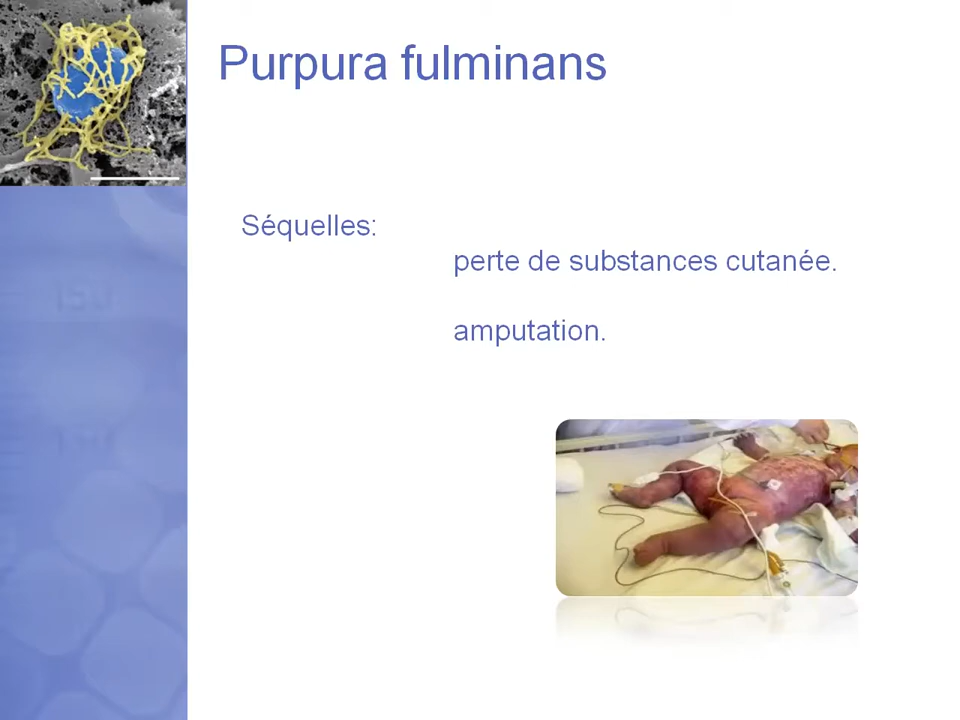 Purpura fulminans
Séquelles:
perte de substances cutanée.
amputation.